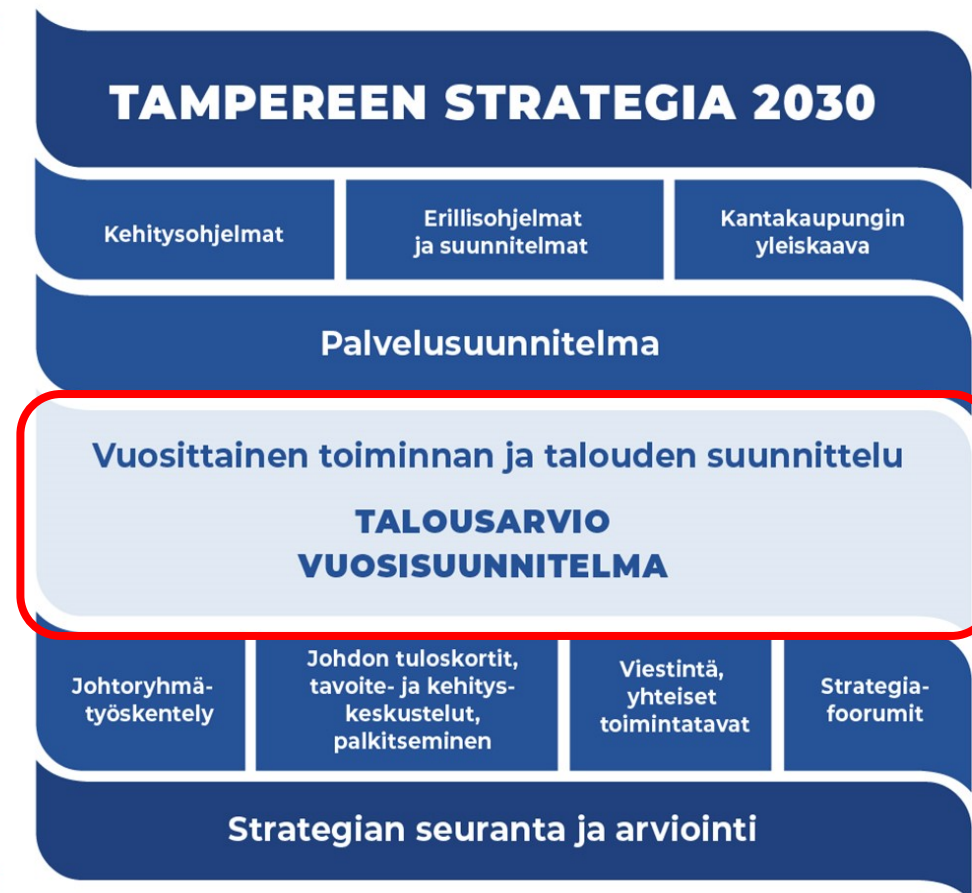 TAMPEREEN STRATEGIA 2030
Kehitysohjelmat
Erillisohjelmat
ja suunnitelmat
Kantakaupungin
yleiskaava
Palvelusuunnitelma
Vuosittainen toiminnan ja talouden suunnittelu
TALOUSARVIO
VUOSISUUNNITELMA
Johtoryhmä-
työskentely
Johdon tuloskortit,
tavoite- ja kehitys-
keskustelut,
palkitseminen
Viestintä,
yhteiset
toimintatavat
Strategia-
foorumit
Strategian seuranta ja arviointi